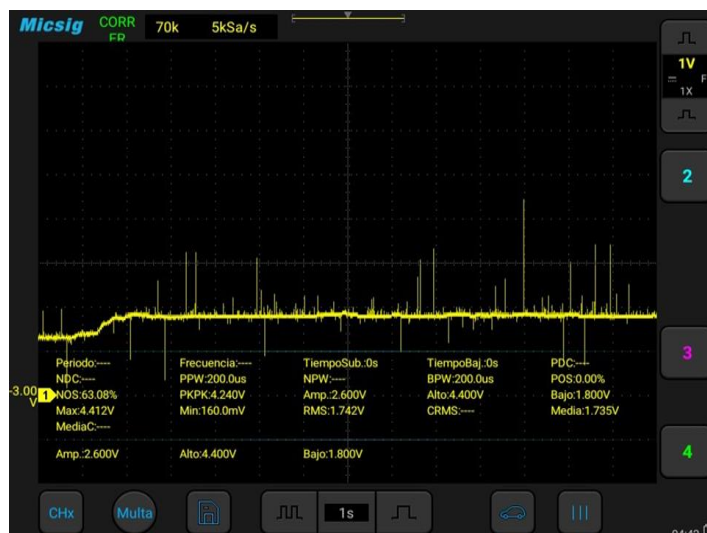 Micsig CORR 70k 5kSa/s
ER
1V
F
1X
2
3
4
-3.00
V
1
Periodo:---- Frecuencia:---- TiempoSub.:0s TiempoBaj.:0s PDC:----
NDC:---- PPW:200.0us NPW:---- BPW:200.0us POS:0.00%
NOS:63.08% PKPK:4.240V Amp.:2.600V Alto:4.400V Bajo:1.800V
Max:4.412V Min:160.0mV RMS:1.742V CRMS:---- Media:1.735V
MediaC:----
Amp.:2.600V Alto:4.400V Bajo:1.800V
CHx Multa 1s